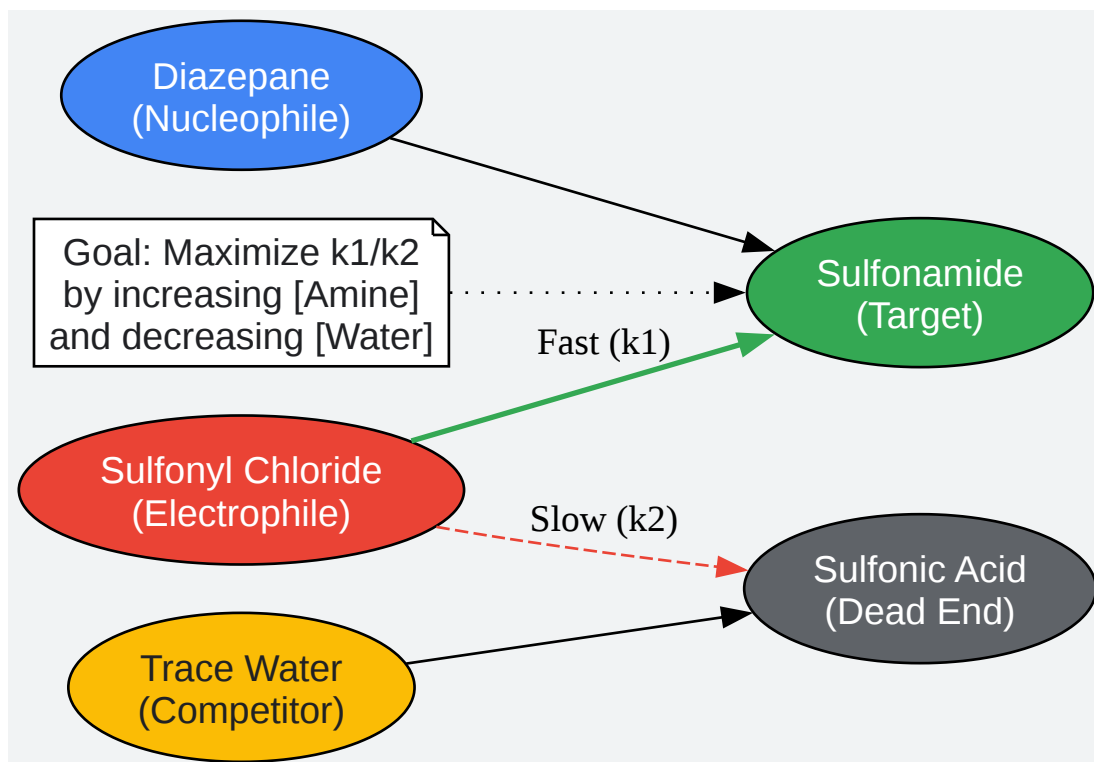 Diazepane
(Nucleophile)
Goal: Maximize k1/k2
by increasing [Amine]
and decreasing [Water]
Sulfonamide
(Target)
Fast (k1)
Sulfonyl Chloride
(Electrophile)
Slow (k2)
Sulfonic Acid
(Dead End)
Trace Water
(Competitor)